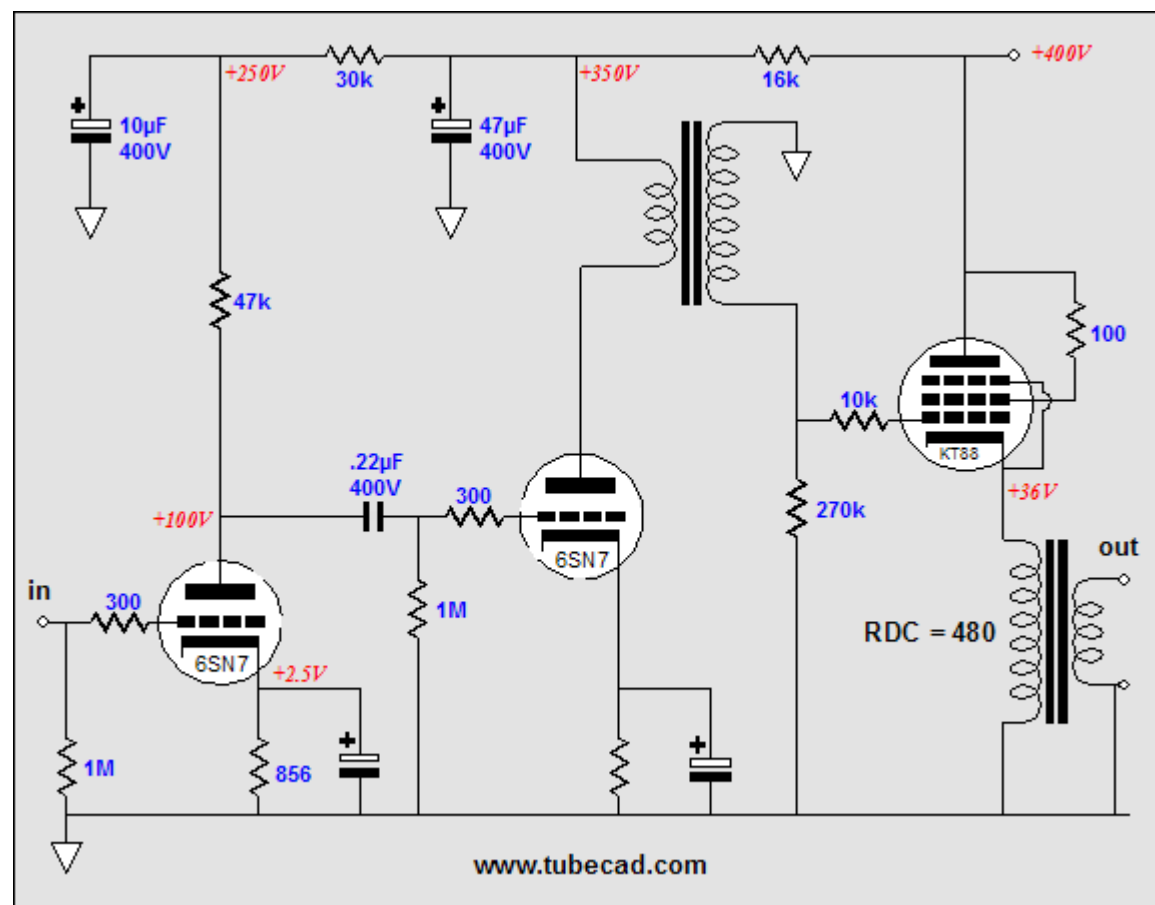 +400V
+250V
30k
+350V
16k
10µF
400V
47µF
400V
47k
100
10k
KT88
+36V
.22µF
400V
300
+100V
6SN7
270k
out
in
300
1M
RDC = 480
6SN7
+2.5V
1M
856
www.tubecad.com